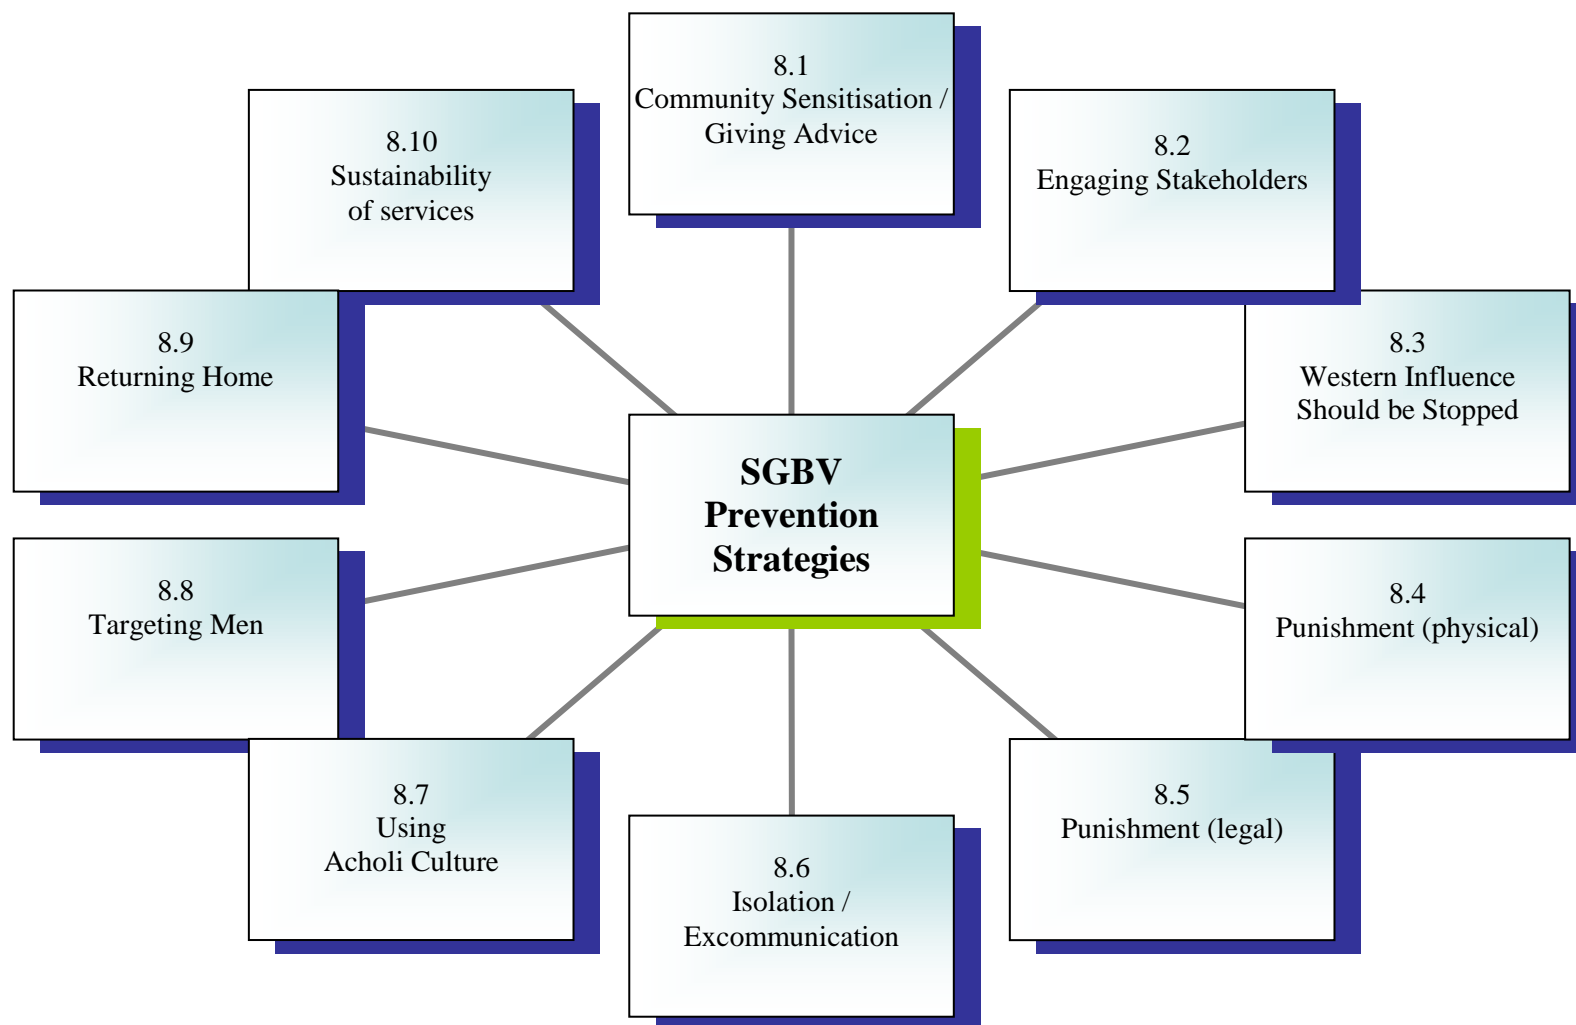 8.1
Community Sensitisation /
Giving Advice
8.2
Engaging Stakeholders
8.3
Western Influence
Should be Stopped
8.4
Punishment (physical)
8.5
Punishment (legal)
8.6
Isolation /
Excommunication
8.7
Using
Acholi Culture
8.8
Targeting Men
8.9
Returning Home
8.10
Sustainability
of services
SGBV
Prevention
Strategies